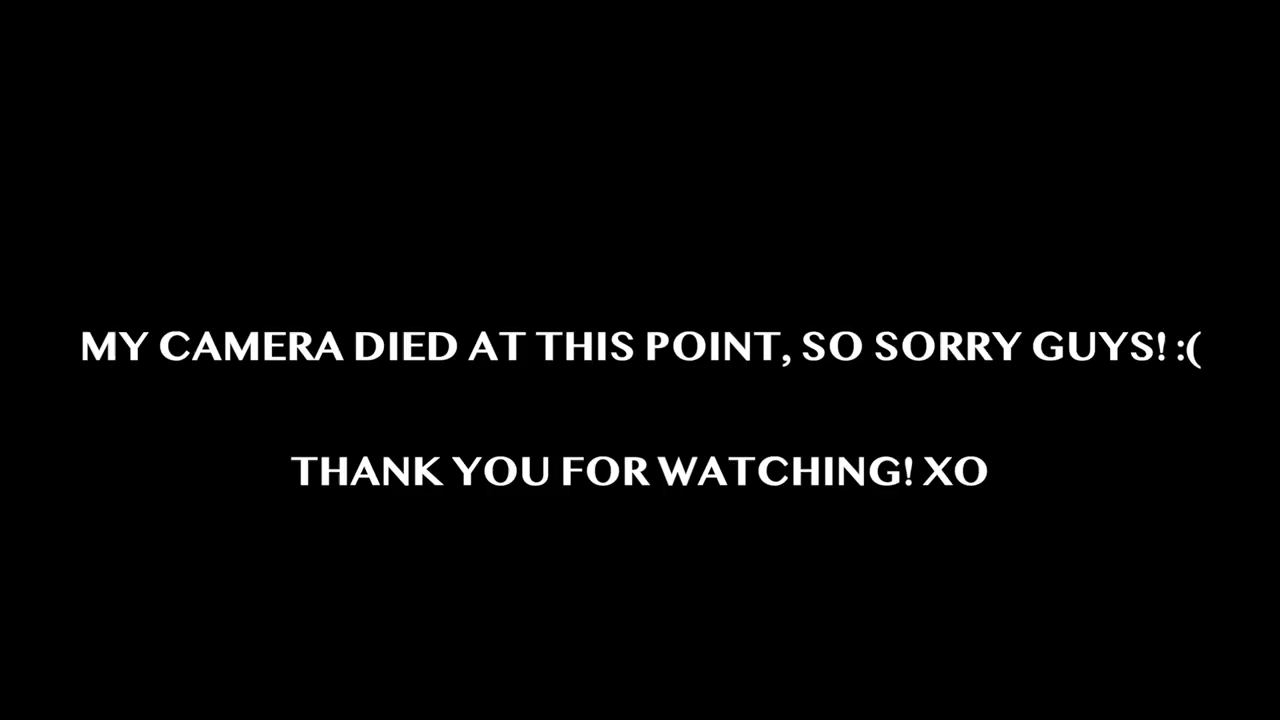 MY CAMERA DIED AT THIS POINT, SO SORRY GUYS! :(
THANK YOU FOR WATCHING! XO